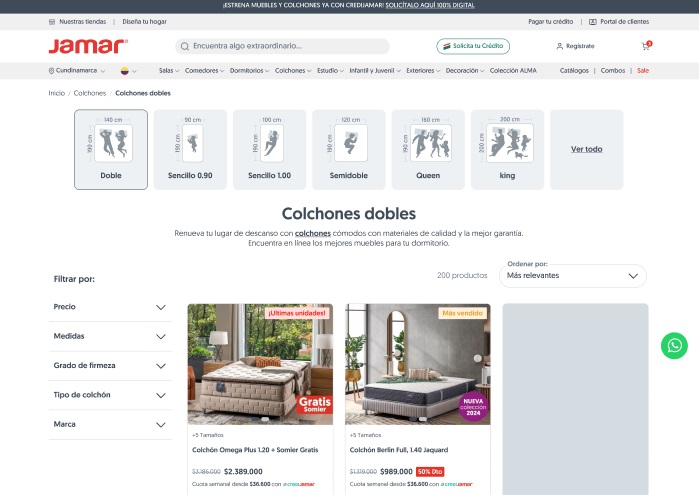 ¡ESTRENA MUEBLES Y COLCHONES YA CON CREDIJAMAR! SOLICÍTALO AQUÍ 100% DIGITAL
Nuestras tiendas | Diseña tu hogar Pagar tu crédito | Portal de clientes
Jamar Encuentra algo extraordinario... Solicita tu Crédito Regístrate 3
Cundinamarca Salas Comedores Dormitorios Colchones Estudio Infantil y Juvenil Exteriores Decoración Colección ALMA Catálogos | Combos | Sale
Inicio / Colchones / Colchones dobles
140 cm 90 cm 100 cm 120 cm 160 cm 200 cm
190 cm 190 cm 190 cm 190 cm 190 cm 200 cm
Doble Sencillo 0.90 Sencillo 1.00 Semidoble Queen king Ver todo
Colchones dobles
Renueva tu lugar de descanso con colchones cómodos con materiales de calidad y la mejor garantía.
Encuentra en línea los mejores muebles para tu dormitorio.
Filtrar por: 200 productos Ordenar por:
Más relevantes
Precio
Medidas
Grado de firmeza
Tipo de colchón
Marca
¡Ultimas unidades! Más vendido
Gratis
Somier
NUEVA
colección
2024
+5 Tamaños +5 Tamaños
Colchón Omega Plus 1.20 + Somier Gratis Colchón Berlin Full, 1.40 Jaquard
$2.389.000 $1.319.000 $989.000 50% Dto
Cuota semanal desde $36.600 con crediJamar Cuota semanal desde $36.600 con crediJamar